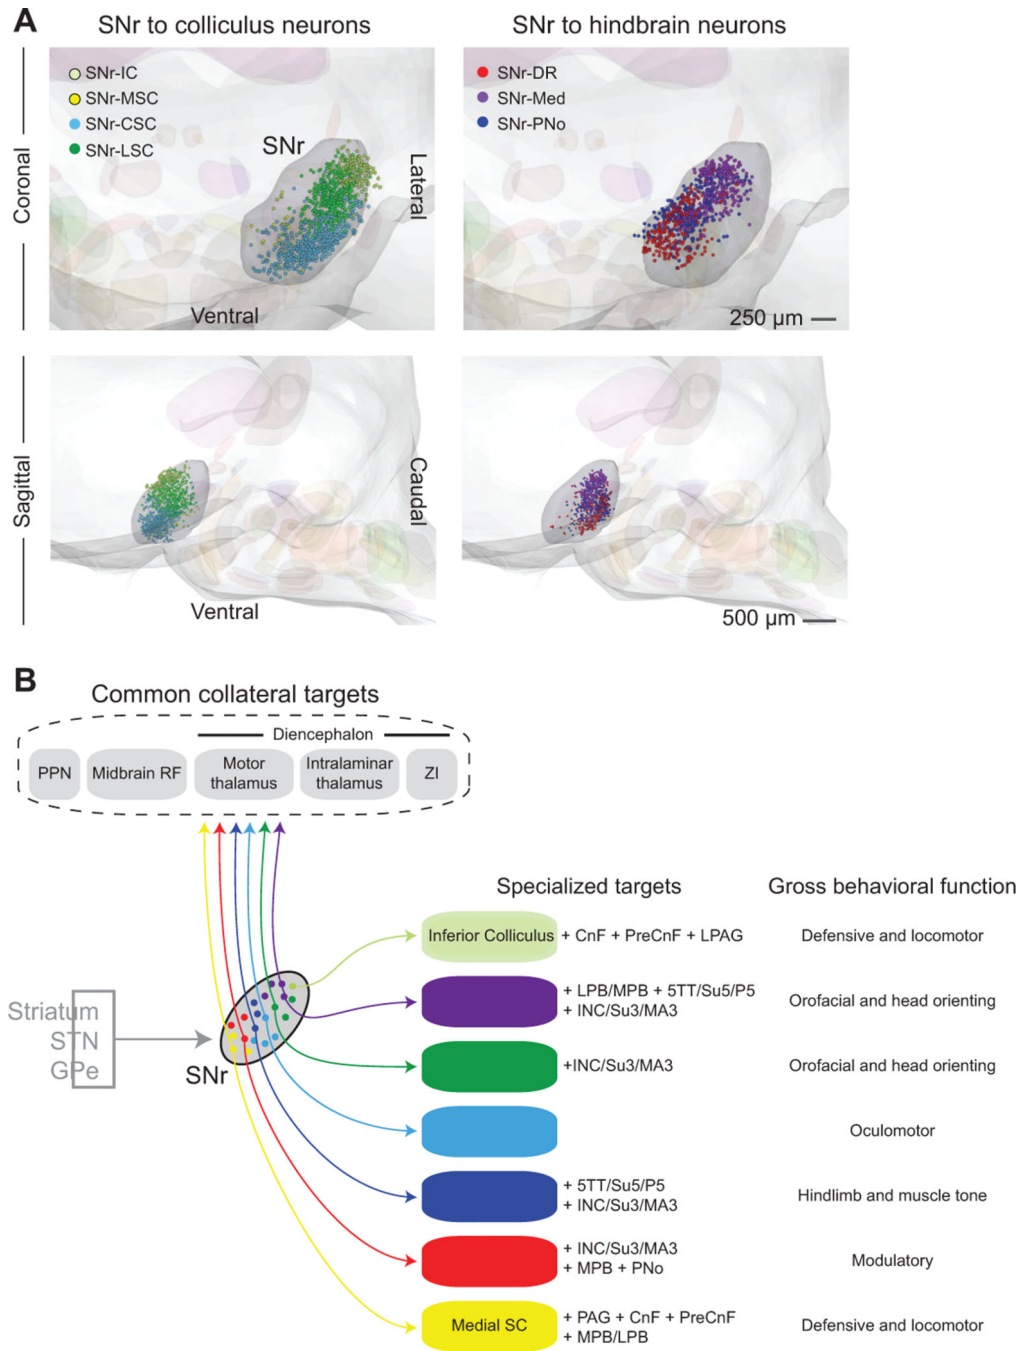 A
SNr to colliculus neurons
SNr to hindbrain neurons
Coronal
SNr-IC
SNr-MSC
SNr-CSC
SNr-LSC
SNr
Lateral
Ventral
SNr-DR
SNr-Med
SNr-PNo
250 µm
Sagittal
Caudal
Ventral
500 µm
B
Common collateral targets
Diencephalon
PPN
Midbrain RF
Motor
thalamus
Intralaminar
thalamus
ZI
Specialized targets
Gross behavioral function
Inferior Colliculus + CnF + PreCnF + LPAG
Defensive and locomotor
+ LPB/MPB + 5TT/Su5/P5
+ INC/Su3/MA3
Orofacial and head orienting
Striatum
STN
GPe
SNr
+INC/Su3/MA3
Orofacial and head orienting
Oculomotor
+ 5TT/Su5/P5
+ INC/Su3/MA3
Hindlimb and muscle tone
+ INC/Su3/MA3
+ MPB + PNo
Modulatory
Medial SC
+ PAG + CnF + PreCnF
+ MPB/LPB
Defensive and locomotor